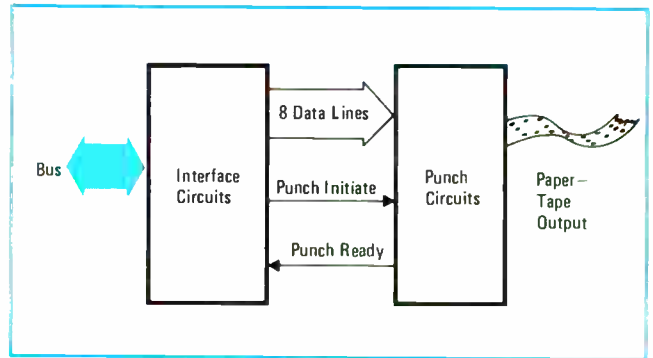 Bus
Interface
Circuits
8 Data Lines
Punch Initiate
Punch Ready
Punch
Circuits
Paper–
Tape
Output